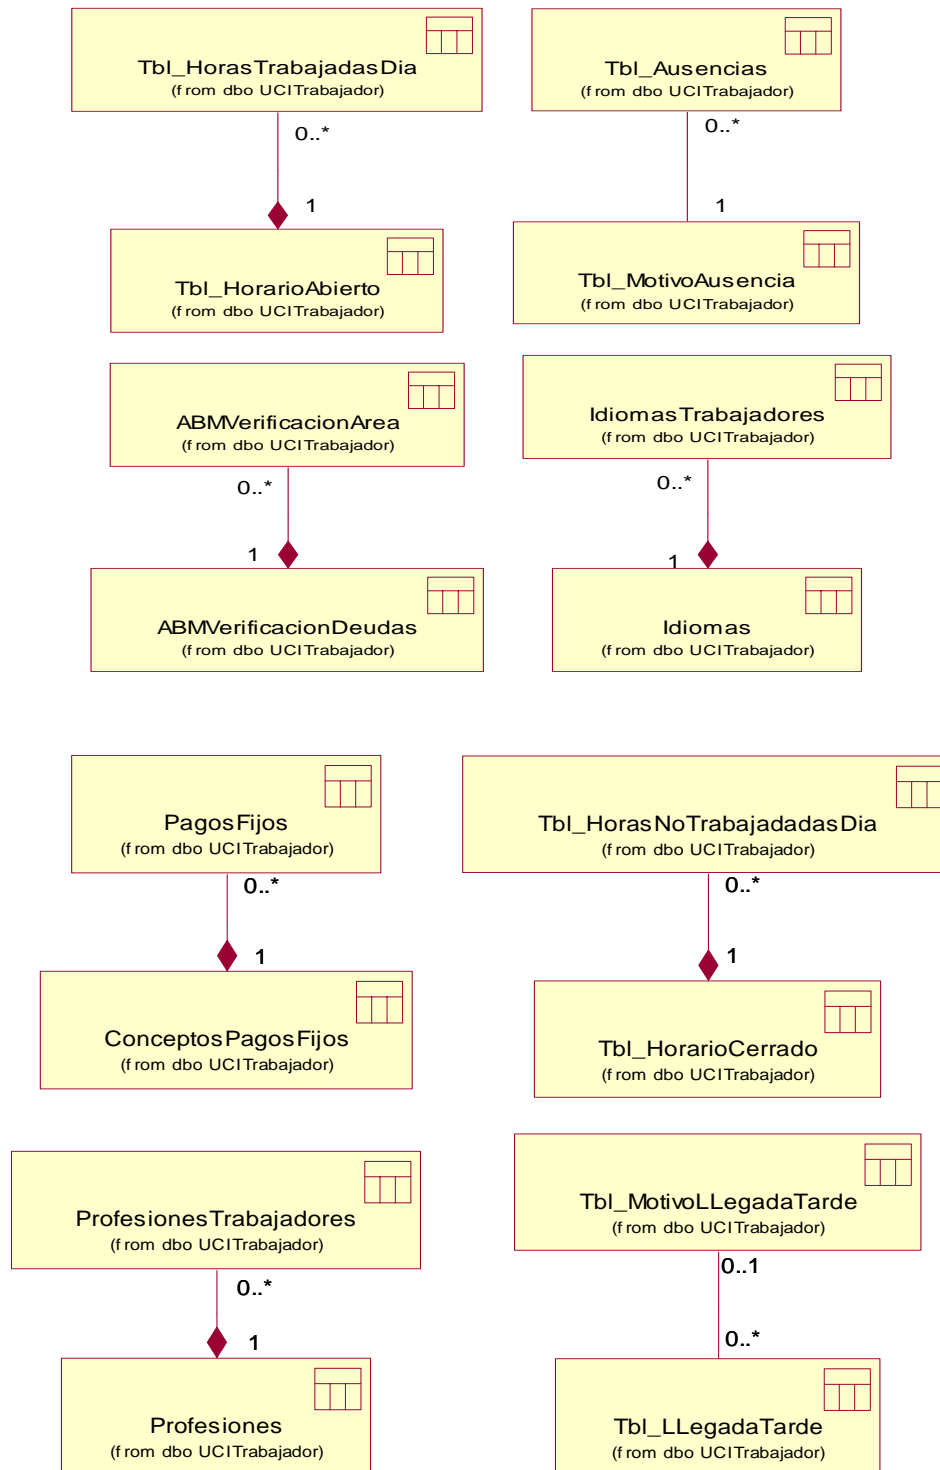 Tbl_HorasTrabajadasDia
(from dbo UCITrabajador)
0..*
1
Tbl_HorarioAbierto
(from dbo UCITrabajador)
Tbl_Ausencias
(from dbo UCITrabajador)
0..*
1
Tbl_MotivoAusencia
(from dbo UCITrabajador)
ABMVerificacionArea
(from dbo UCITrabajador)
0..*
1
ABMVerificacionDeudas
(from dbo UCITrabajador)
IdiomasTrabajadores
(from dbo UCITrabajador)
0..*
1
Idiomas
(from dbo UCITrabajador)
PagosFijos
(from dbo UCITrabajador)
0..*
1
ConceptosPagosFijos
(from dbo UCITrabajador)
Tbl_HorasNoTrabajadadasDia
(from dbo UCITrabajador)
0..*
1
Tbl_HorarioCerrado
(from dbo UCITrabajador)
ProfesionesTrabajadores
(from dbo UCITrabajador)
0..*
1
Profesiones
(from dbo UCITrabajador)
Tbl_MotivoLLegadaTarde
(from dbo UCITrabajador)
0..1
0..*
Tbl_LLegadaTarde
(from dbo UCITrabajador)